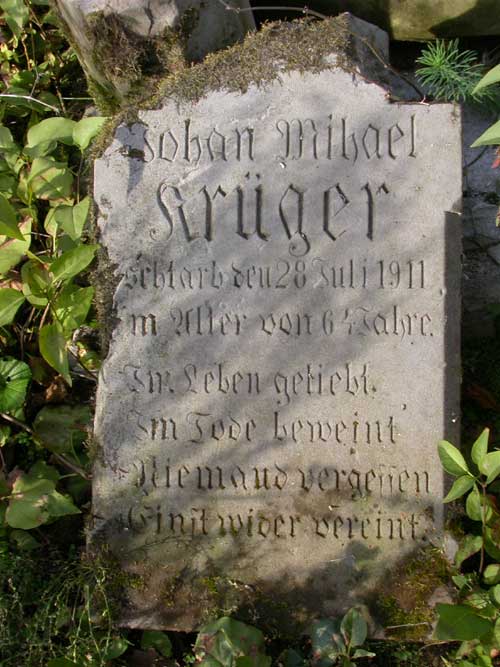 Johan Mihael
Krüger
schtarb den 28 Juli 1911
im Alter von 64 Jahre.
Im. Leben geliebt.
Im Tode beweint
Niemand vergessen
Einst wider vereint.